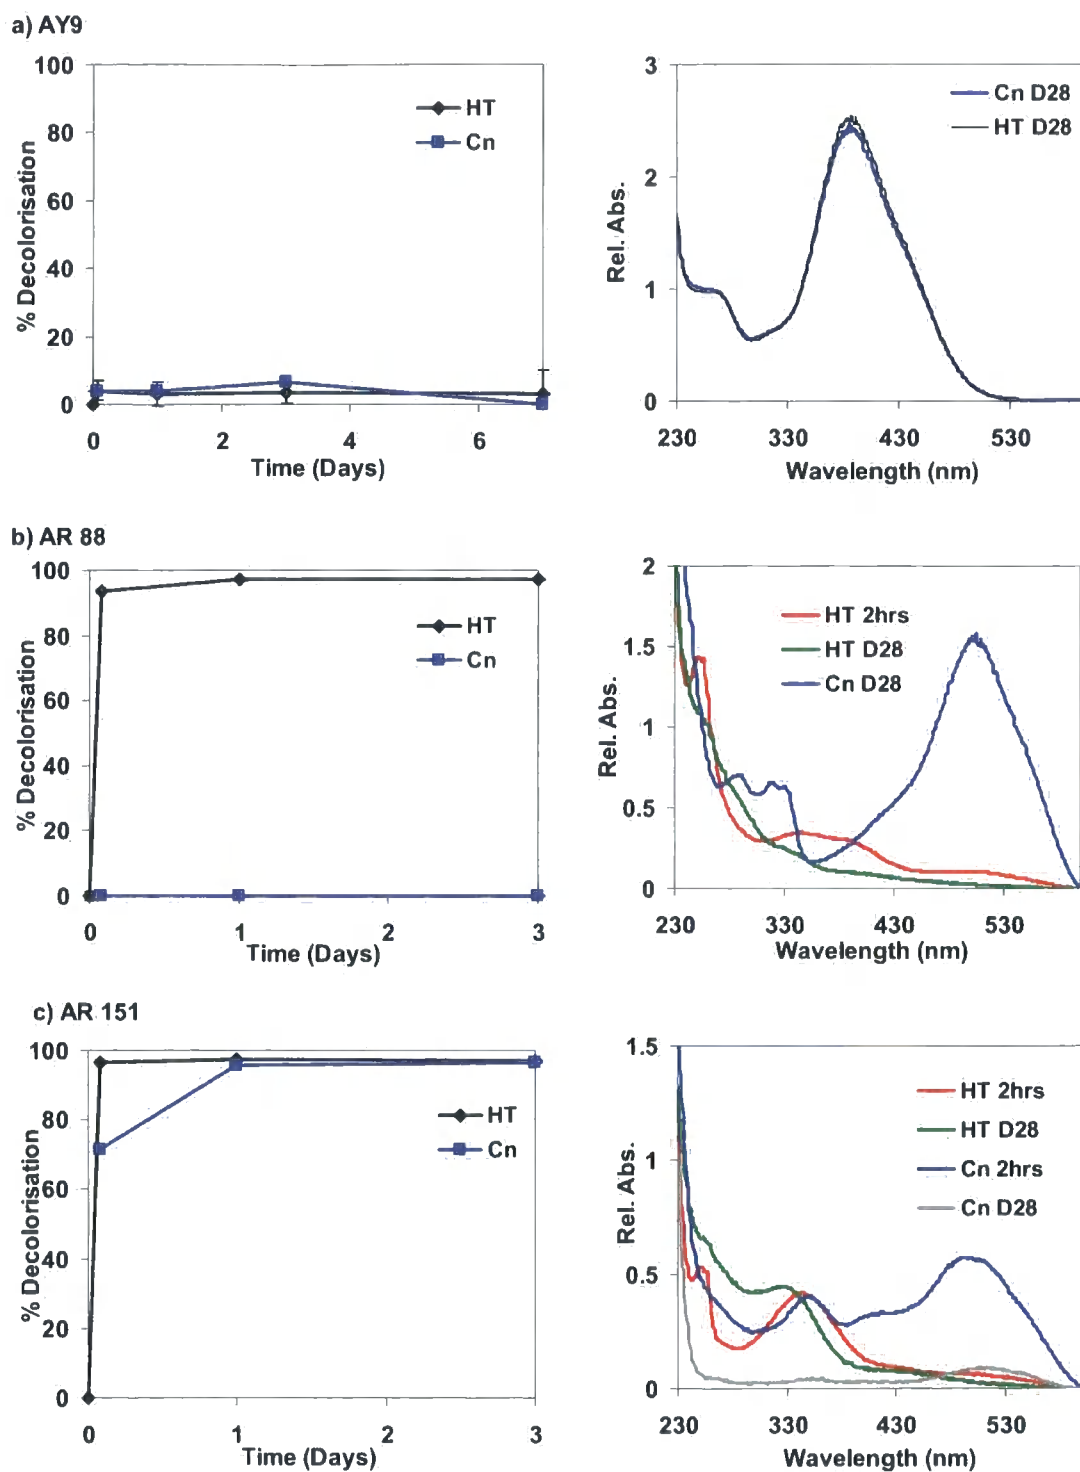 a) AY9
100
80
60
40
20
0
% Decolorisation
HT
Cn
0 2 4 6
Time (Days)
3
2
1
0
Rel. Abs.
Cn D28
HT D28
230 330 430 530
Wavelength (nm)
b) AR 88
100
80
60
40
20
0
% Decolorisation
HT
Cn
0 1 2 3
Time (Days)
2
1.5
1
0.5
0
Rel. Abs.
HT 2hrs
HT D28
Cn D28
230 330 430 530
Wavelength (nm)
c) AR 151
100
80
60
40
20
0
% Decolorisation
HT
Cn
0 1 2 3
Time (Days)
1.5
1
0.5
0
Rel. Abs.
HT 2hrs
HT D28
Cn 2hrs
Cn D28
230 330 430 530
Wavelength (nm)